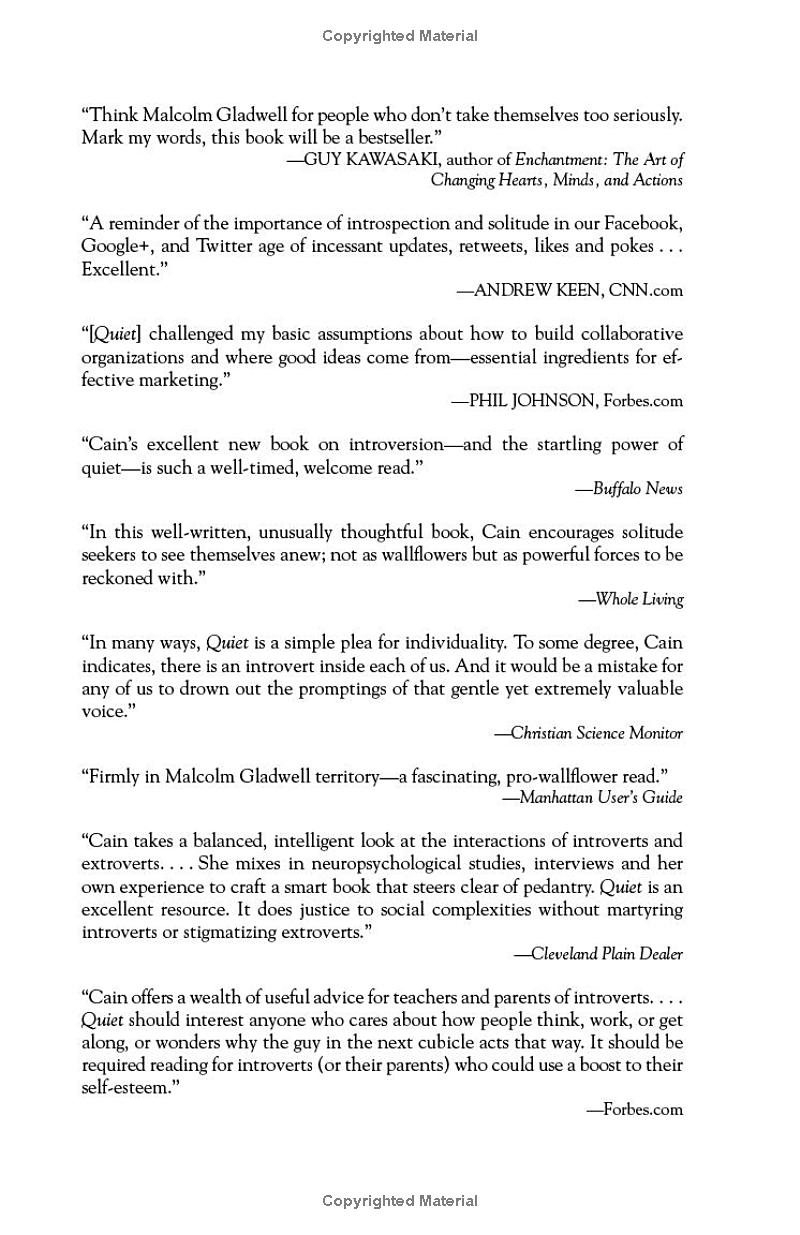 Copyrighted Material
“Think Malcolm Gladwell for people who don’t take themselves too seriously.
Mark my words, this book will be a bestseller.”
—GUY KAWASAKI, author of Enchantment: The Art of
Changing Hearts, Minds, and Actions
“A reminder of the importance of introspection and solitude in our Facebook,
Google+, and Twitter age of incessant updates, retweets, likes and pokes . . .
Excellent.”
—ANDREW KEEN, CNN.com
“[Quiet] challenged my basic assumptions about how to build collaborative
organizations and where good ideas come from—essential ingredients for ef-
fective marketing.”
—PHIL JOHNSON, Forbes.com
“Cain’s excellent new book on introversion—and the startling power of
quiet—is such a well-timed, welcome read.”
—Buffalo News
“In this well-written, unusually thoughtful book, Cain encourages solitude
seekers to see themselves anew; not as wallflowers but as powerful forces to be
reckoned with.”
—Whole Living
“In many ways, Quiet is a simple plea for individuality. To some degree, Cain
indicates, there is an introvert inside each of us. And it would be a mistake for
any of us to drown out the promptings of that gentle yet extremely valuable
voice.”
—Christian Science Monitor
“Firmly in Malcolm Gladwell territory—a fascinating, pro-wallflower read.”
—Manhattan User’s Guide
“Cain takes a balanced, intelligent look at the interactions of introverts and
extroverts. . . . She mixes in neuropsychological studies, interviews and her
own experience to craft a smart book that steers clear of pedantry. Quiet is an
excellent resource. It does justice to social complexities without martyring
introverts or stigmatizing extroverts.”
—Cleveland Plain Dealer
“Cain offers a wealth of useful advice for teachers and parents of introverts. . . .
Quiet should interest anyone who cares about how people think, work, or get
along, or wonders why the guy in the next cubicle acts that way. It should be
required reading for introverts (or their parents) who could use a boost to their
self-esteem.”
—Forbes.com
Copyrighted Material